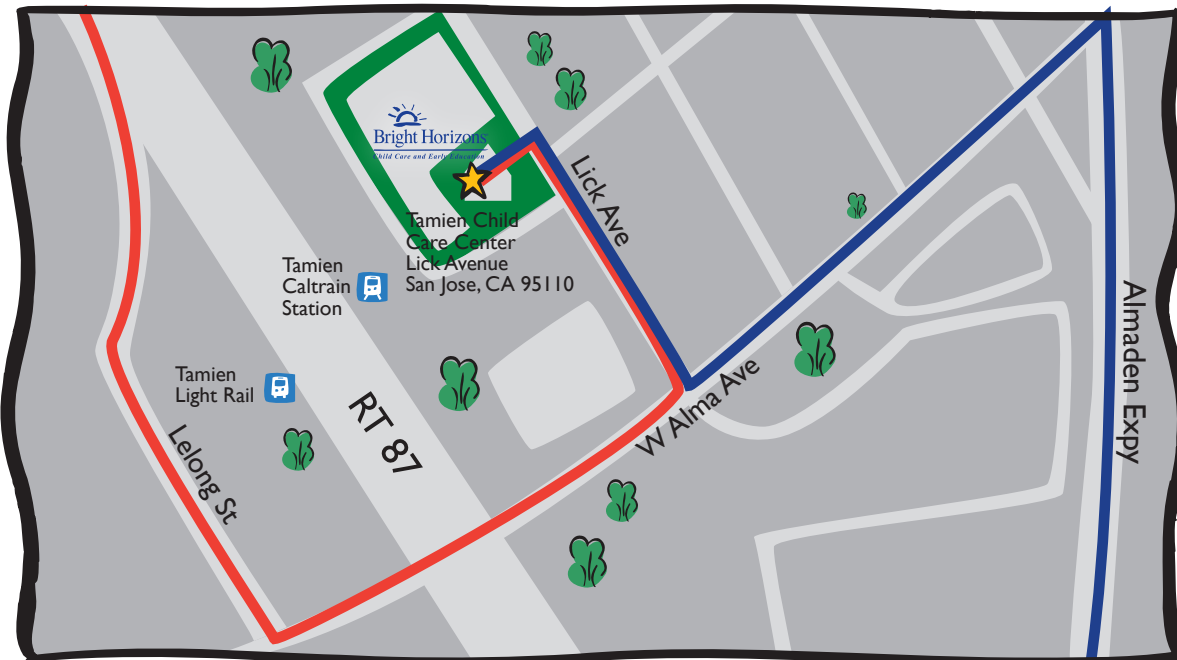 Bright Horizons
Child Care and Early Education
Lick Ave
Tamien Child
Care Center
Lick Avenue
San Jose, CA 95110
Tamien
Caltrain
Station
Tamien
Light Rail
RT 87
Lelong St
W Alma Ave
Almaden Expy